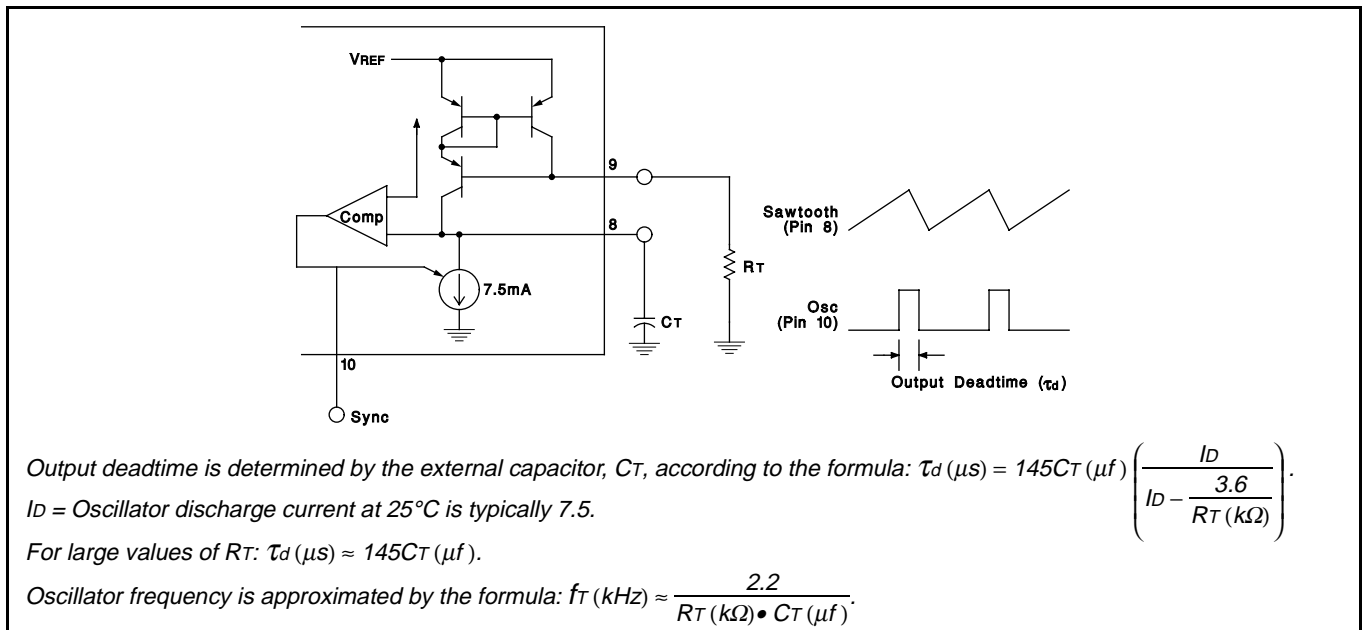 VREF
9
Comp
8
7.5mA
RT
CT
10
Sync
Sawtooth
(Pin 8)
Osc
(Pin 10)
Output Deadtime (τd)
Output deadtime is determined by the external capacitor, CT, according to the formula: τd (μs) = 145CT (μf) (ID / (ID − 3.6 / RT (kΩ))).
ID = Oscillator discharge current at 25°C is typically 7.5.
For large values of RT: τd (μs) ≈ 145CT (μf).
Oscillator frequency is approximated by the formula: fT (kHz) ≈ 2.2 / RT (kΩ) • CT (μf).